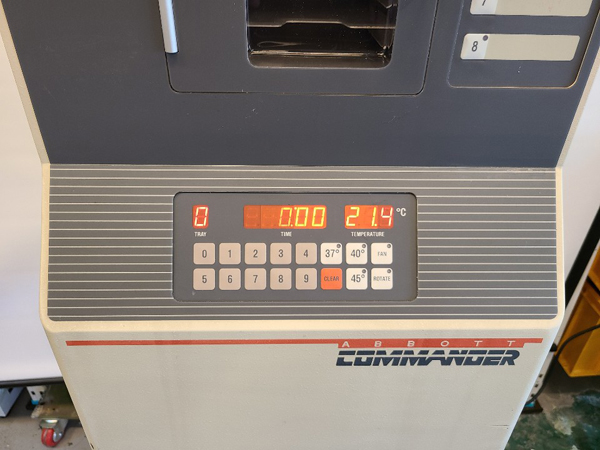 7
8
0 0.00 21.4 °C
TRAY TIME TEMPERATURE
0 1 2 3 4 37° 40° FAN
5 6 7 8 9 CLEAR 45° ROTATE
ABBOTT
COMMANDER